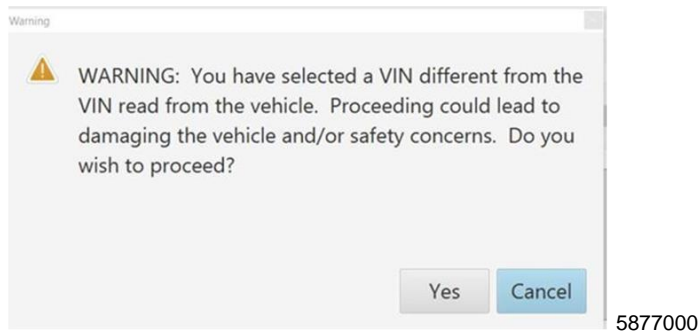 Warning
WARNING: You have selected a VIN different from the
VIN read from the vehicle. Proceeding could lead to
damaging the vehicle and/or safety concerns. Do you
wish to proceed?
Yes Cancel
5877000